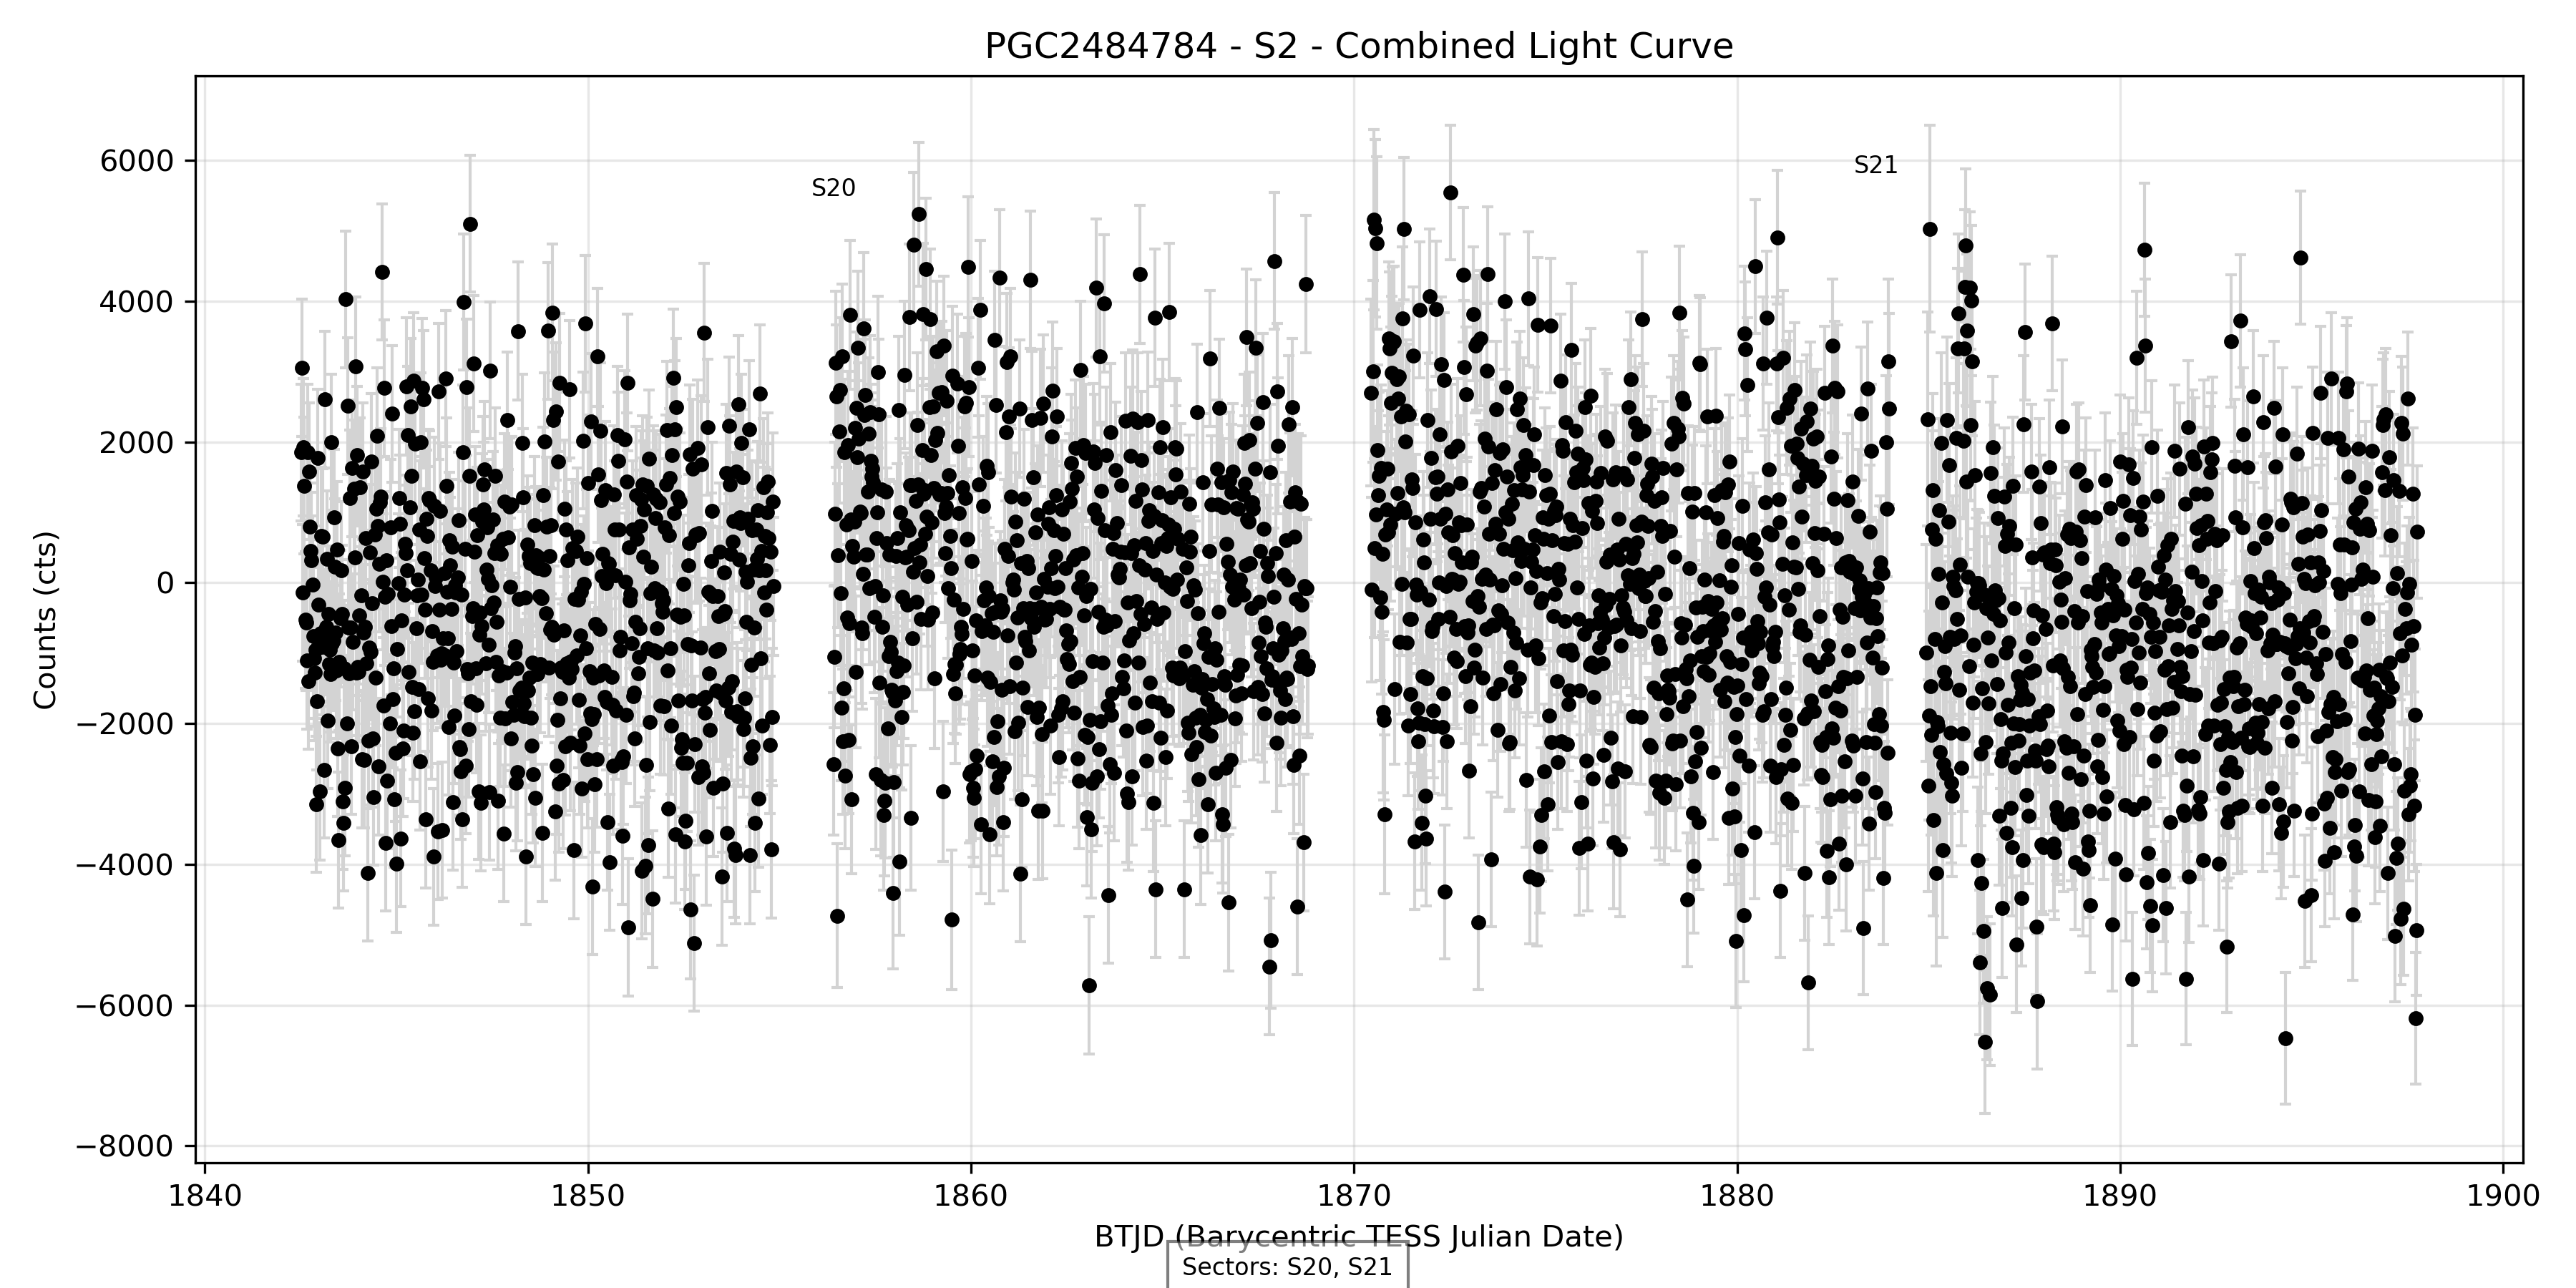 PGC2484784 - S2 - Combined Light Curve
S21
S20
6000
4000
2000
0
−2000
−4000
−6000
−8000
Counts (cts)
1840 1850 1860 1870 1880 1890 1900
BTJD (Barycentric TESS Julian Date)
Sectors: S20, S21